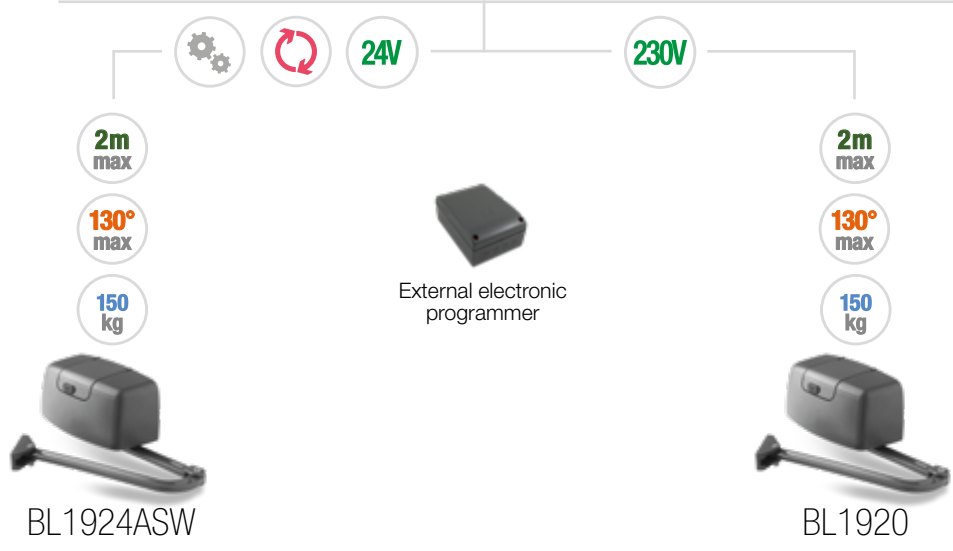 24V
230V
2m
max
130°
max
150
kg
2m
max
130°
max
150
kg
External electronic
programmer
BL1924ASW
BL1920